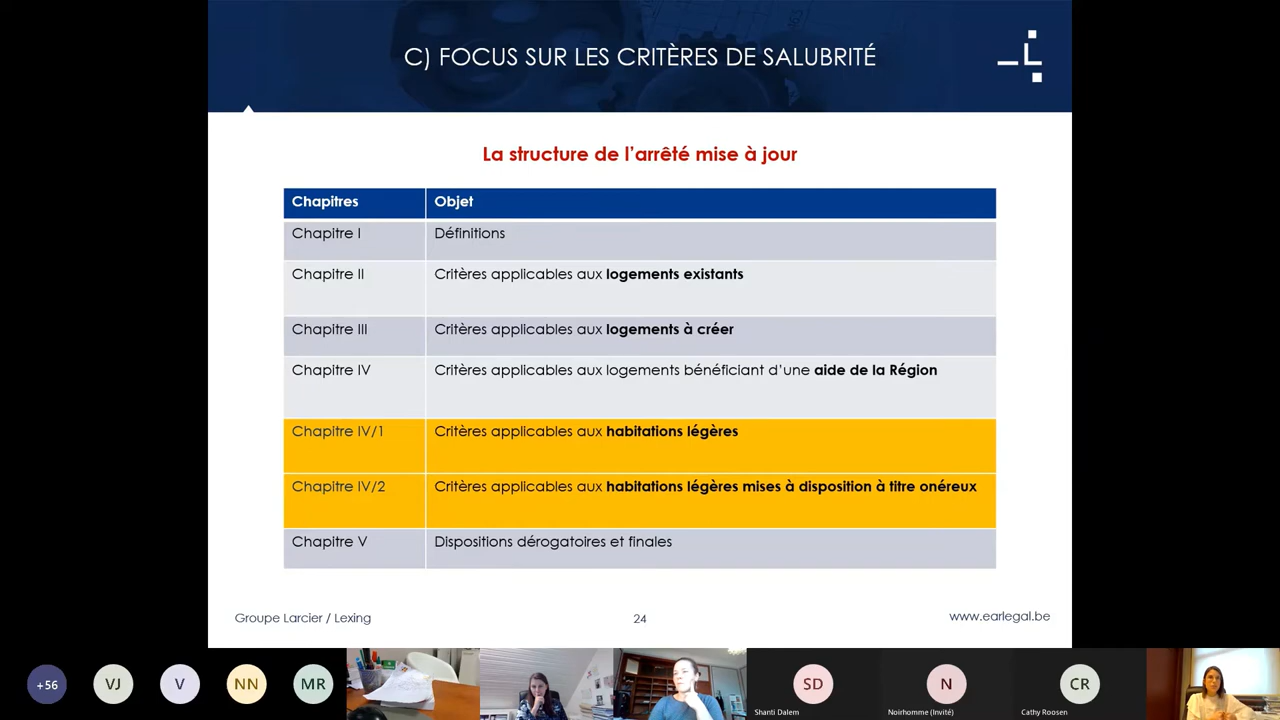 C) FOCUS SUR LES CRITÈRES DE SALUBRITÉ
La structure de l'arrêté mise à jour
Chapitres Objet
Chapitre I Définitions
Chapitre II Critères applicables aux logements existants
Chapitre III Critères applicables aux logements à créer
Chapitre IV Critères applicables aux logements bénéficiant d'une aide de la Région
Chapitre IV/1 Critères applicables aux habitations légères
Chapitre IV/2 Critères applicables aux habitations légères mises à disposition à titre onéreux
Chapitre V Dispositions dérogatoires et finales
Groupe Larcier / Lexing 24 www.earlegal.be
+56 VJ V NN MR SD N CR
Shanti Dalem Noirhomme (Invité) Cathy Roosen